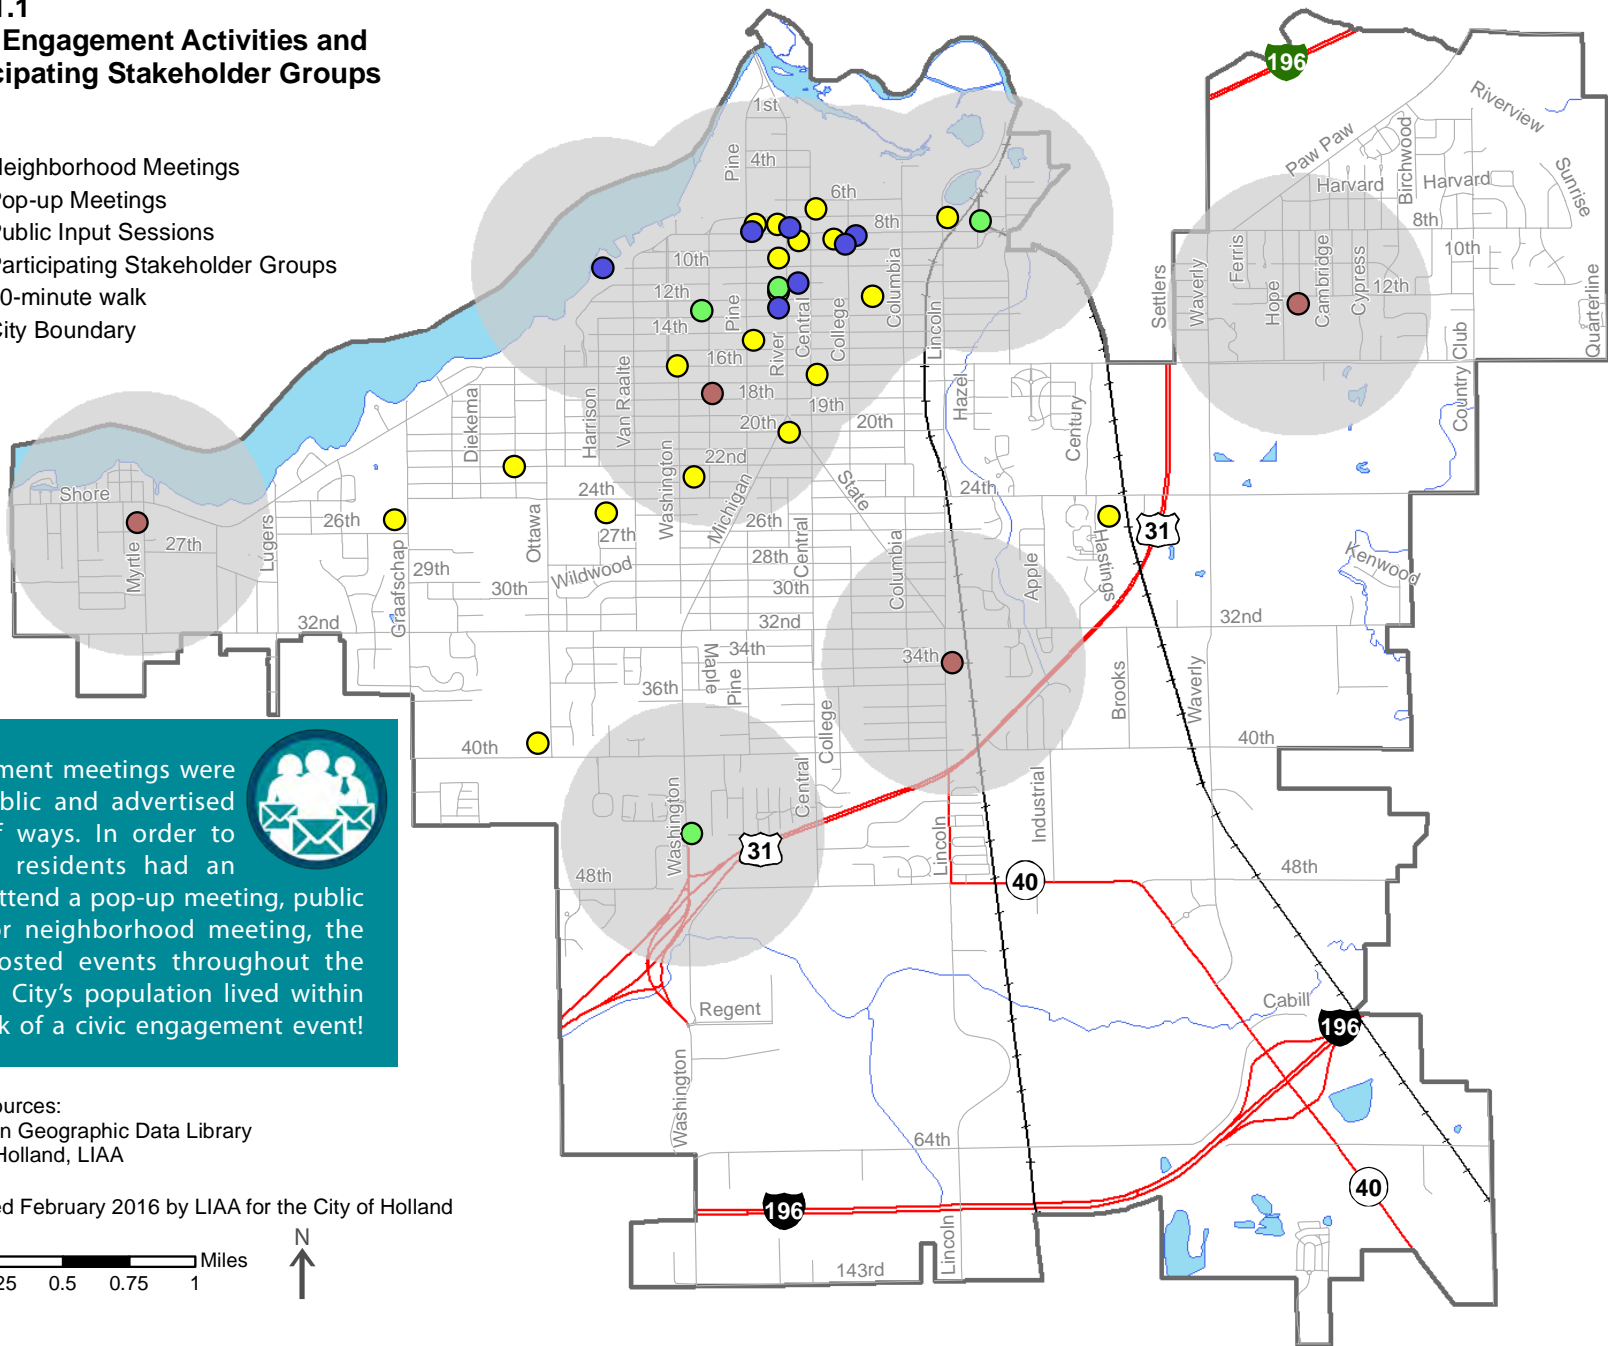 1.1
Engagement Activities and
cipating Stakeholder Groups
Neighborhood Meetings
Pop-up Meetings
Public Input Sessions
Participating Stakeholder Groups
0-minute walk
City Boundary
196
Riverview
Paw Paw
Birchwood
Harvard
Harvard
Sunrise
8th
10th
Ferris
Cambridge
Cypress
12th
Settlers
Waverly
Hope
Country Club
Quarterline
1st
Pine
4th
6th
8th
10th
12th
14th
Pine
River
Central
College
Columbia
Lincoln
16th
18th
19th
20th
20th
Diekema
Harrison
Van Raalte
Hazel
Century
22nd
Washington
Michigan
State
24th
24th
Shore
26th
27th
Myrtle
Lugers
Graafschap
29th
Ottawa
27th
26th
28th
Central
30th
30th
Wildwood
Columbia
Apple
Hastings
31
Kenwood
32nd
32nd
32nd
34th
34th
Maple
Pine
36th
College
Brooks
Waverly
40th
40th
Washington
Central
31
Lincoln
Industrial
48th
48th
40
Regent
Cabill
196
Washington
64th
196
Lincoln
40
143rd
ment meetings were
blic and advertised
f ways. In order to
residents had an
ttend a pop-up meeting, public
or neighborhood meeting, the
osted events throughout the
City's population lived within
k of a civic engagement event!
ources:
n Geographic Data Library
Holland, LIAA
ed February 2016 by LIAA for the City of Holland
N
Miles
25 0.5 0.75 1